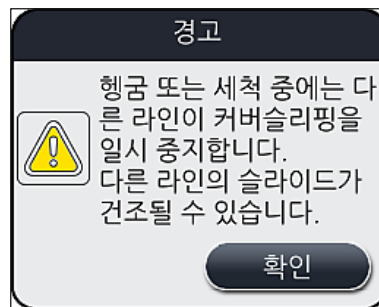 경고
헹굼 또는 세척 중에는 다
른 라인이 커버슬리핑을
일시 중지합니다.
다른 라인의 슬라이드가
건조될 수 있습니다.
확인